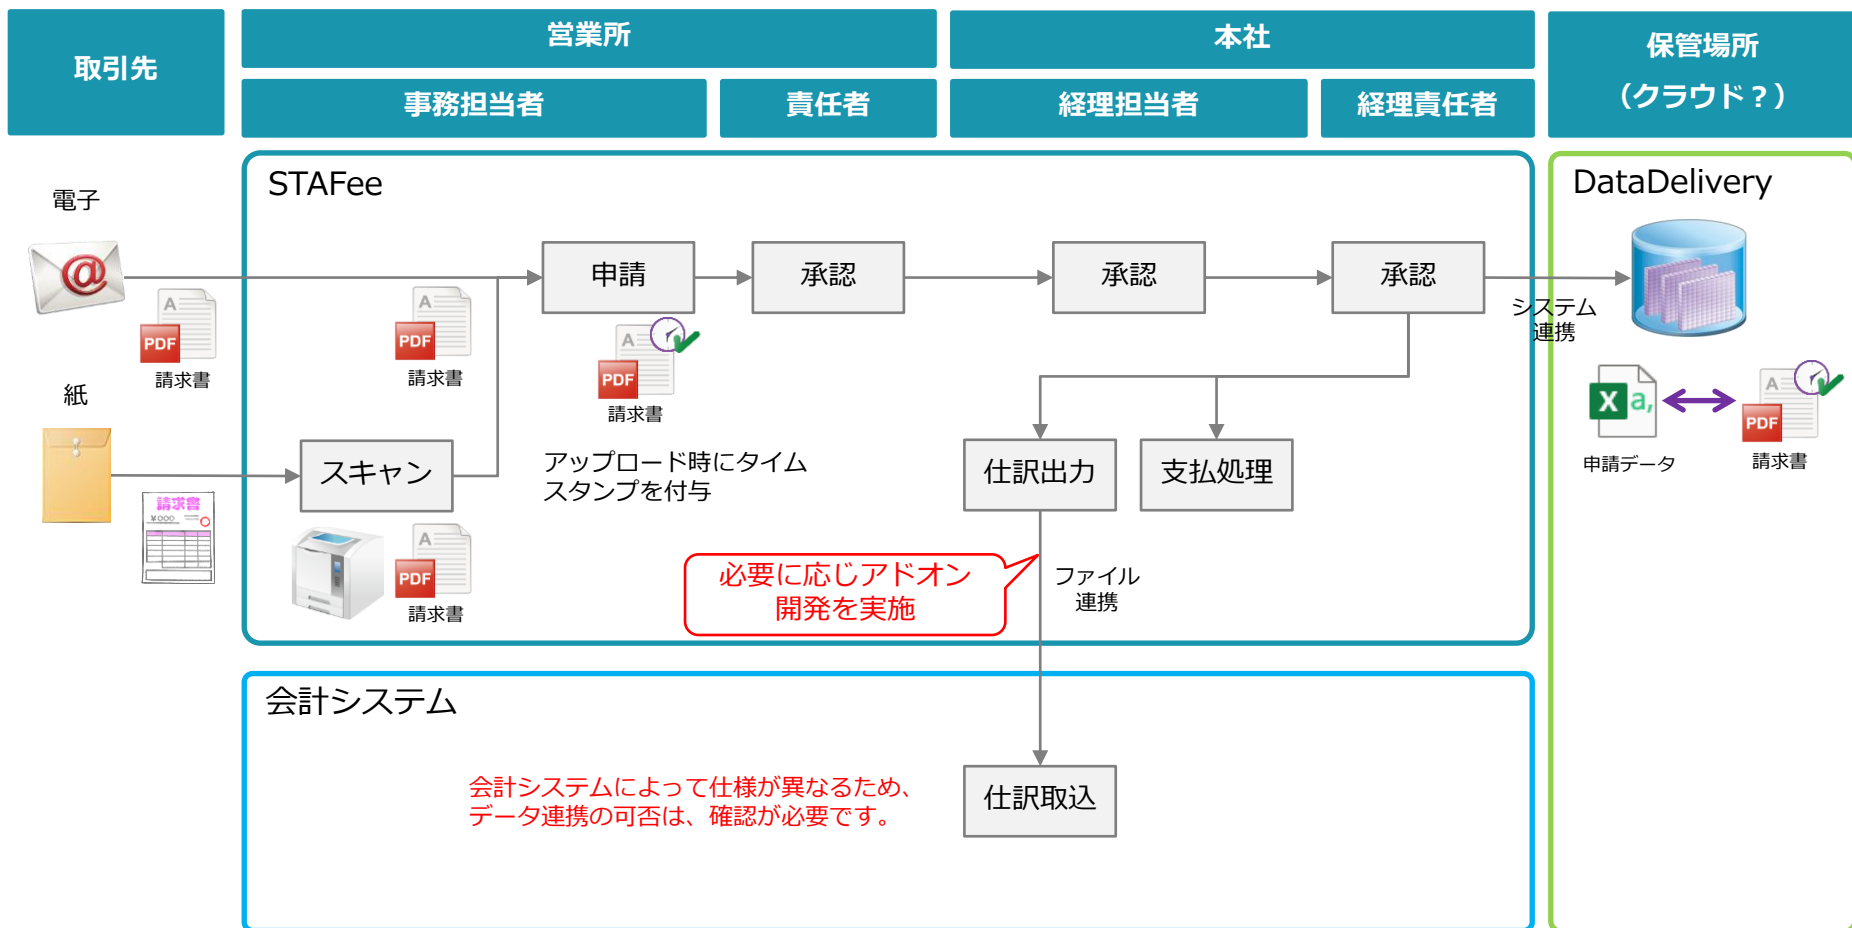 取引先
営業所
本社
保管場所
（クラウド？）
事務担当者
責任者
経理担当者
経理責任者
STAFee
DataDelivery
電子
@
申請
承認
承認
承認
システム
連携
A
PDF
請求書
A
PDF
請求書
A
PDF
請求書
X a,
申請データ
A
PDF
請求書
紙
スキャン
アップロード時にタイム
スタンプを付与
仕訳出力
支払処理
請求書
¥000
A
PDF
請求書
必要に応じアドオン
開発を実施
ファイル
連携
会計システム
会計システムによって仕様が異なるため、
データ連携の可否は、確認が必要です。
仕訳取込